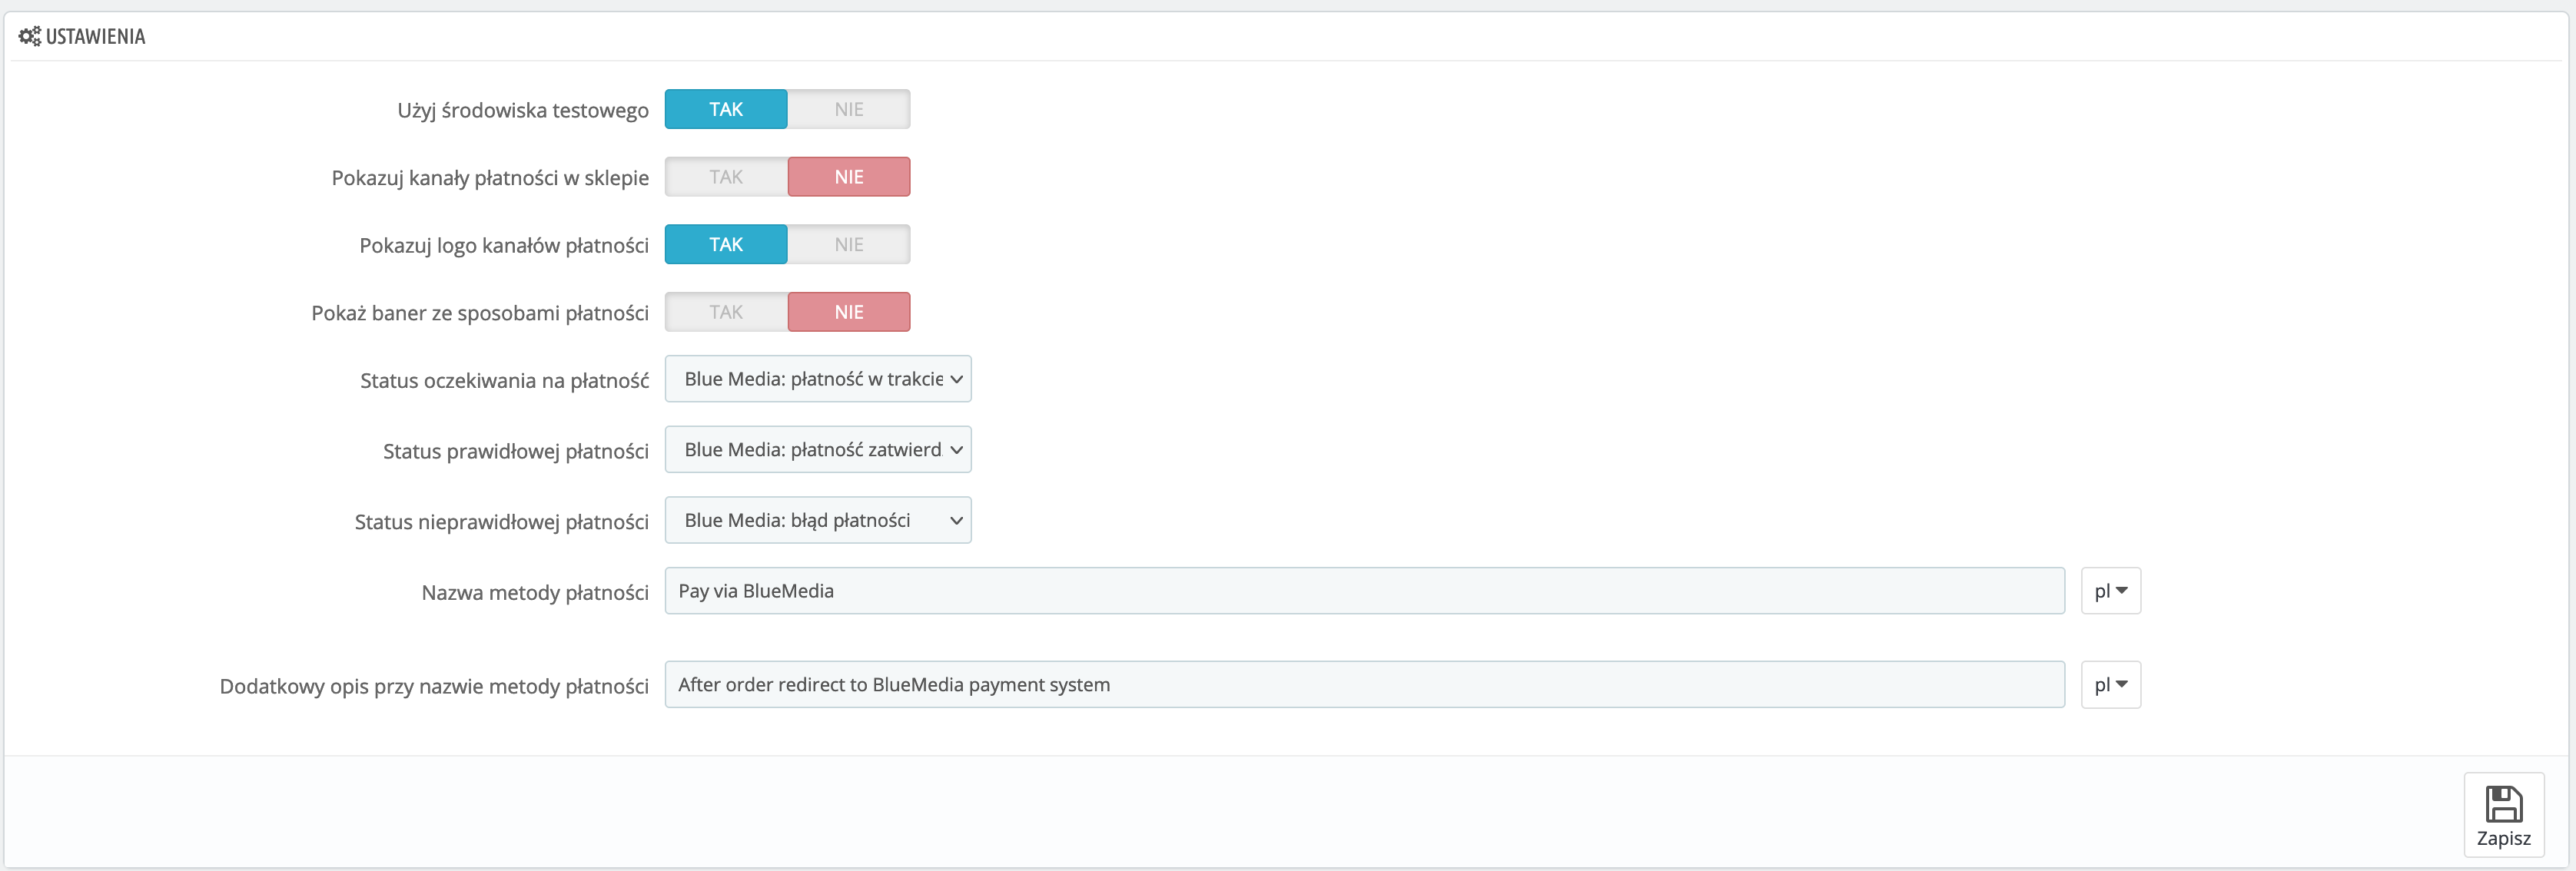 USTAWIENIA
Użyj środowiska testowego TAK NIE
Pokazuj kanały płatności w sklepie TAK NIE
Pokazuj logo kanałów płatności TAK NIE
Pokaż baner ze sposobami płatności TAK NIE
Status oczekiwania na płatność Blue Media: płatność w trakcie
Status prawidłowej płatności Blue Media: płatność zatwierd
Status nieprawidłowej płatności Blue Media: błąd płatności
Nazwa metody płatności Pay via BlueMedia pl
Dodatkowy opis przy nazwie metody płatności After order redirect to BlueMedia payment system pl
Zapisz